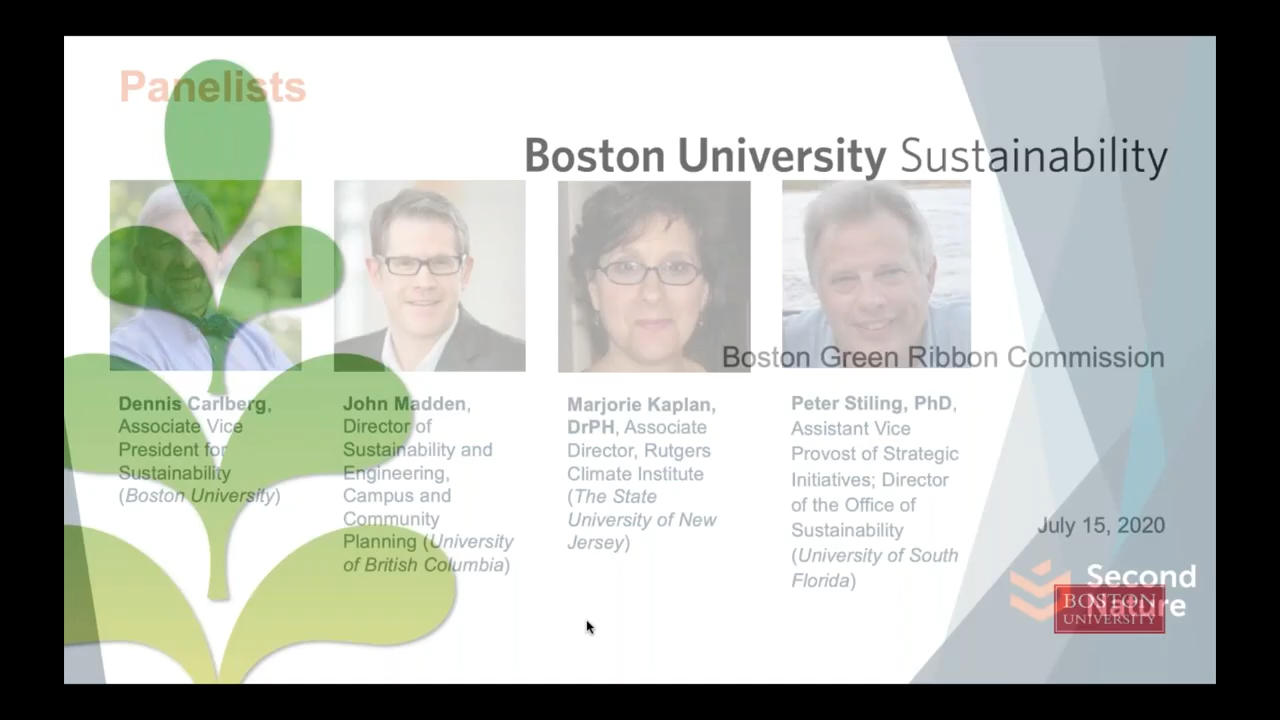 Panelists
Boston University Sustainability
Boston Green Ribbon Commission
Dennis Carlberg,
Associate Vice
President for
Sustainability
(Boston University)
John Madden,
Director of
Sustainability and
Engineering,
Campus and
Community
Planning (University
of British Columbia)
Marjorie Kaplan,
DrPH, Associate
Director, Rutgers
Climate Institute
(The State
University of New
Jersey)
Peter Stiling, PhD,
Assistant Vice
Provost of Strategic
Initiatives; Director
of the Office of
Sustainability
(University of South
Florida)
July 15, 2020
Second
Nature
BOSTON
UNIVERSITY